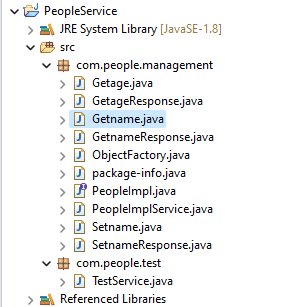 PeopleService
JRE System Library [JavaSE-1.8]
src
com.people.management
Getage.java
GetageResponse.java
Getname.java
GetnameResponse.java
ObjectFactory.java
package-info.java
PeopleImpl.java
PeopleImplService.java
Setname.java
SetnameResponse.java
com.people.test
TestService.java
Referenced Libraries